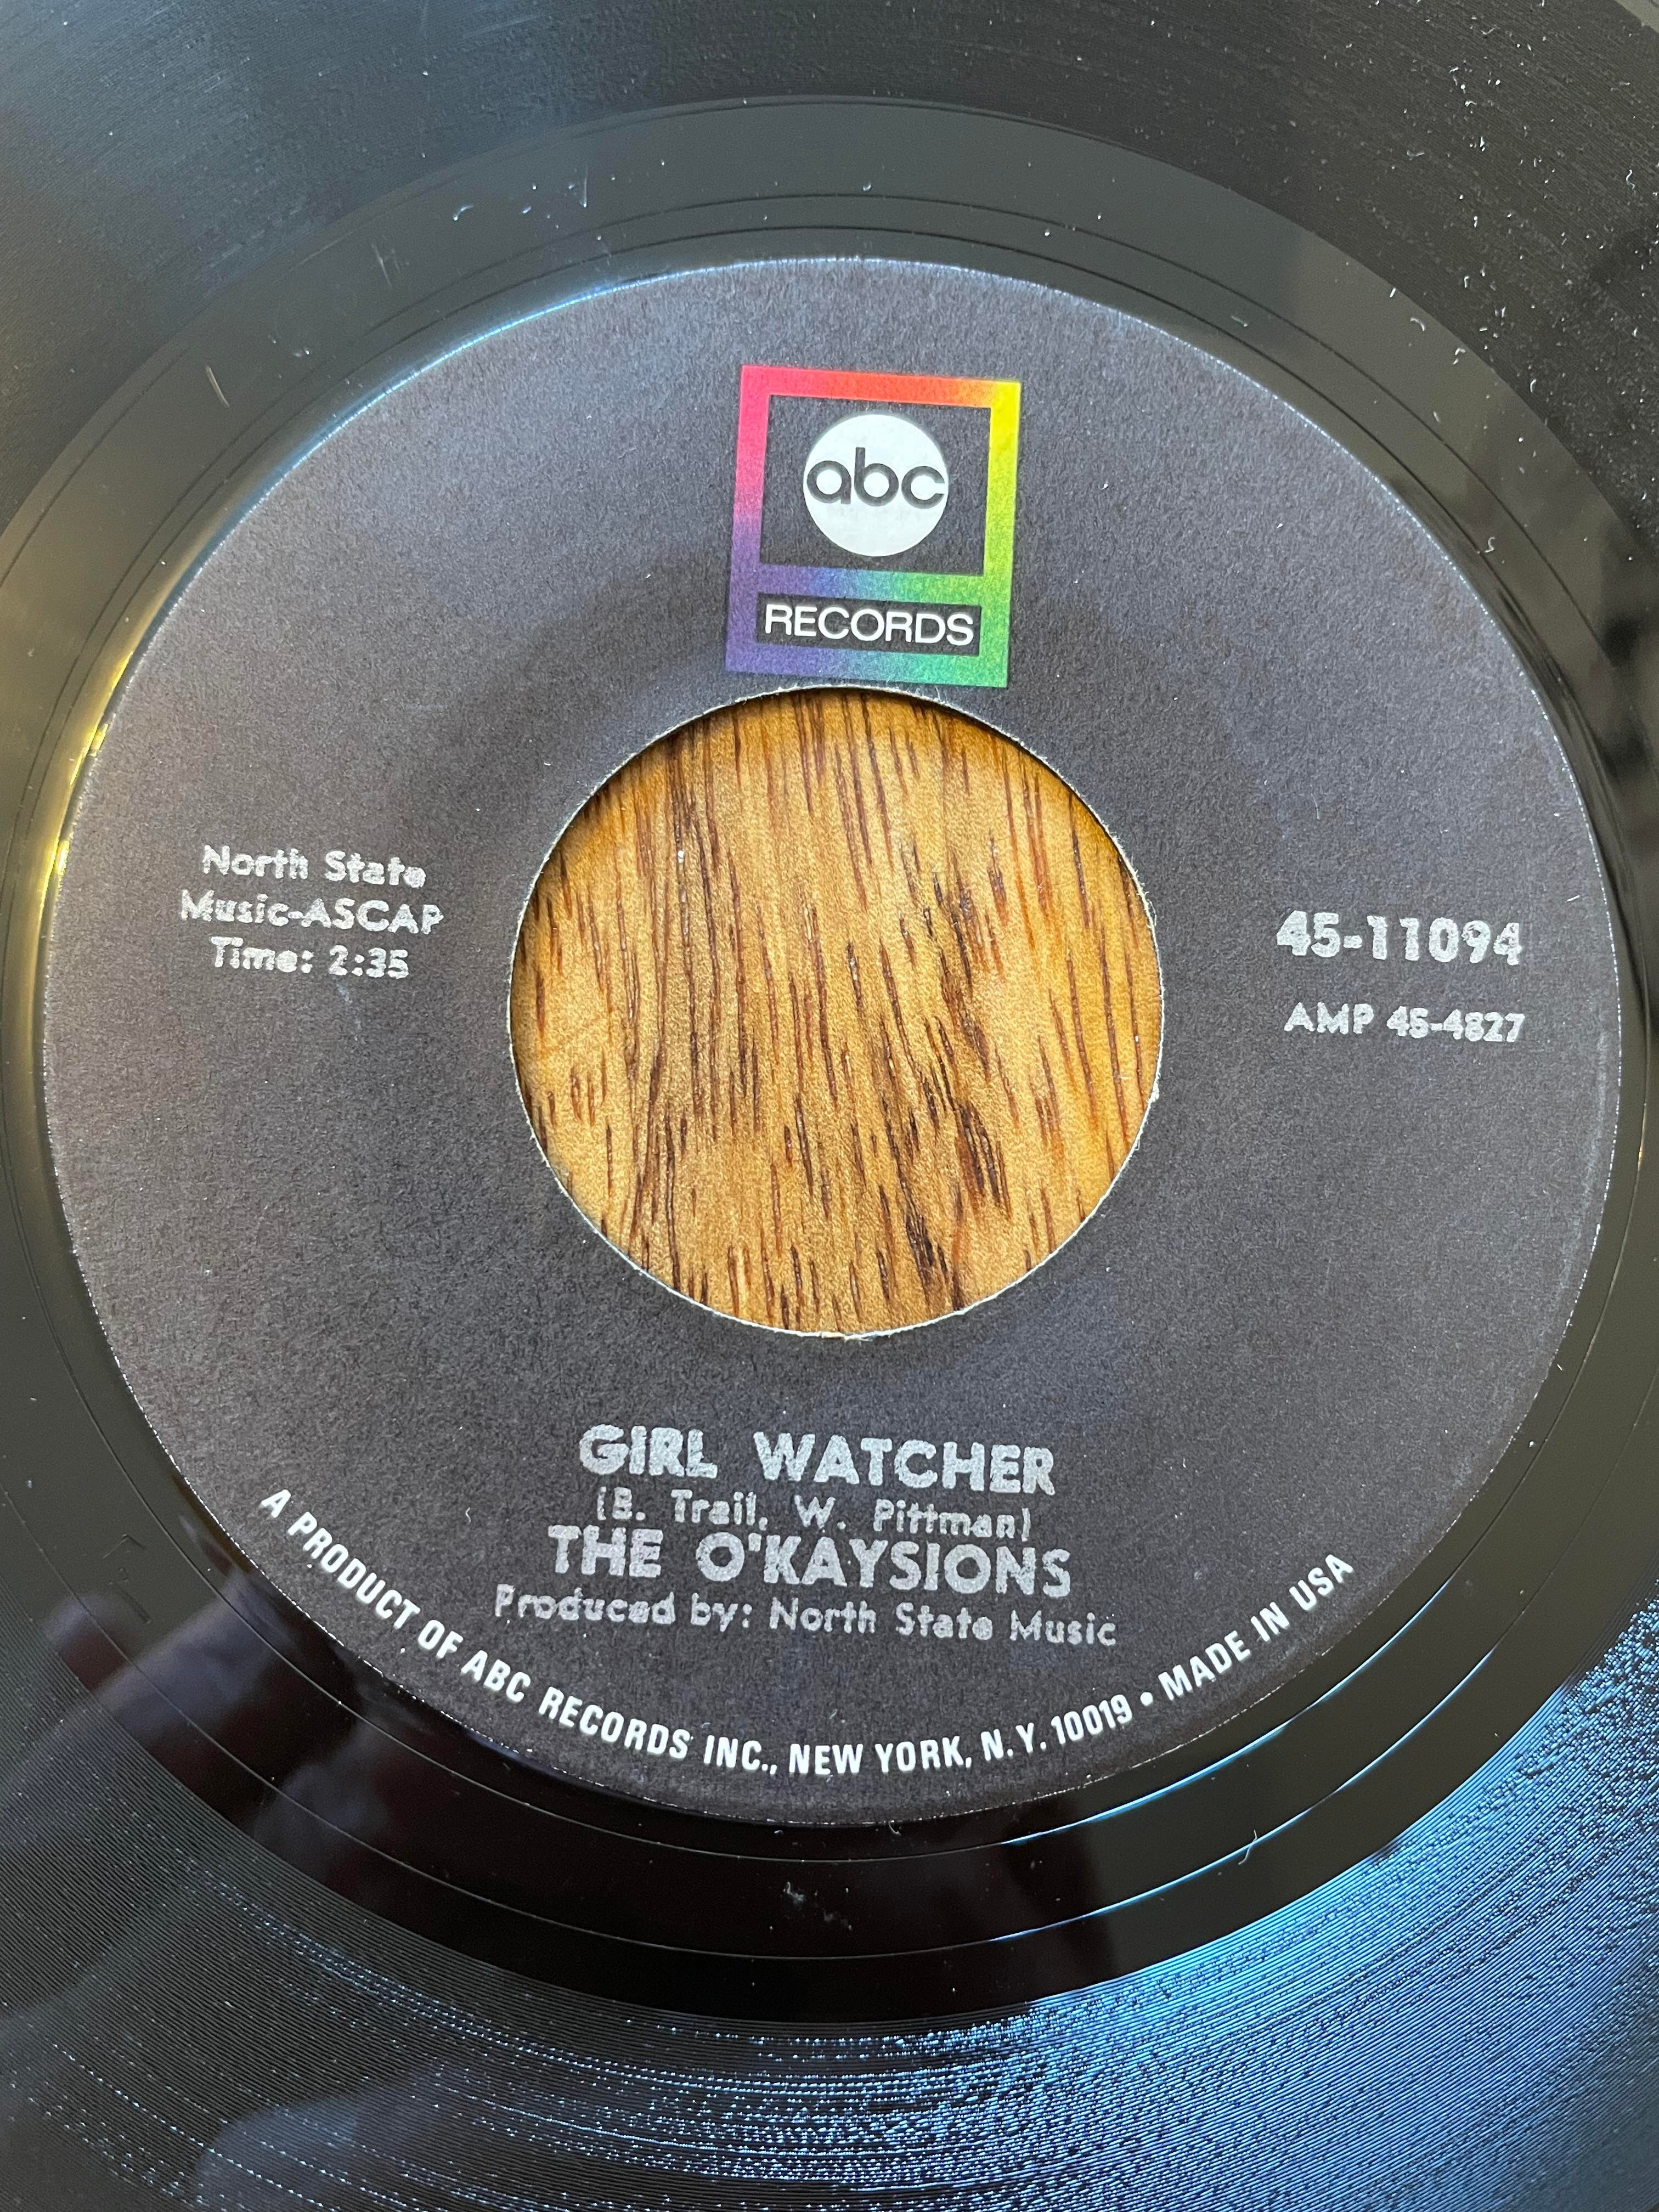 abc
RECORDS
North State
Music-ASCAP
Time: 2:35
45-11094
AMP 45-4827
GIRL WATCHER
(B. Trail, W. Pittman)
THE O'KAYSIONS
Produced by: North State Music
A PRODUCT OF ABC RECORDS INC., NEW YORK, N.Y. 10019 • MADE IN USA